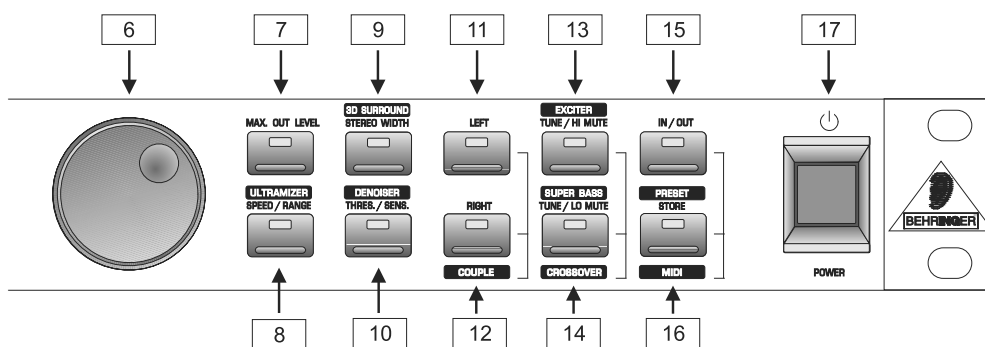 6 7 9 11 13 15 17
3D SURROUND EXCITER
MAX. OUT LEVEL STEREO WIDTH LEFT TUNE / HI MUTE IN / OUT
ULTRAMIZER DENOISER SUPER BASS PRESET
SPEED / RANGE THRES. / SENS. RIGHT TUNE / LO MUTE STORE
BEHRINGER
COUPLE CROSSOVER MIDI POWER
8 10 12 14 16